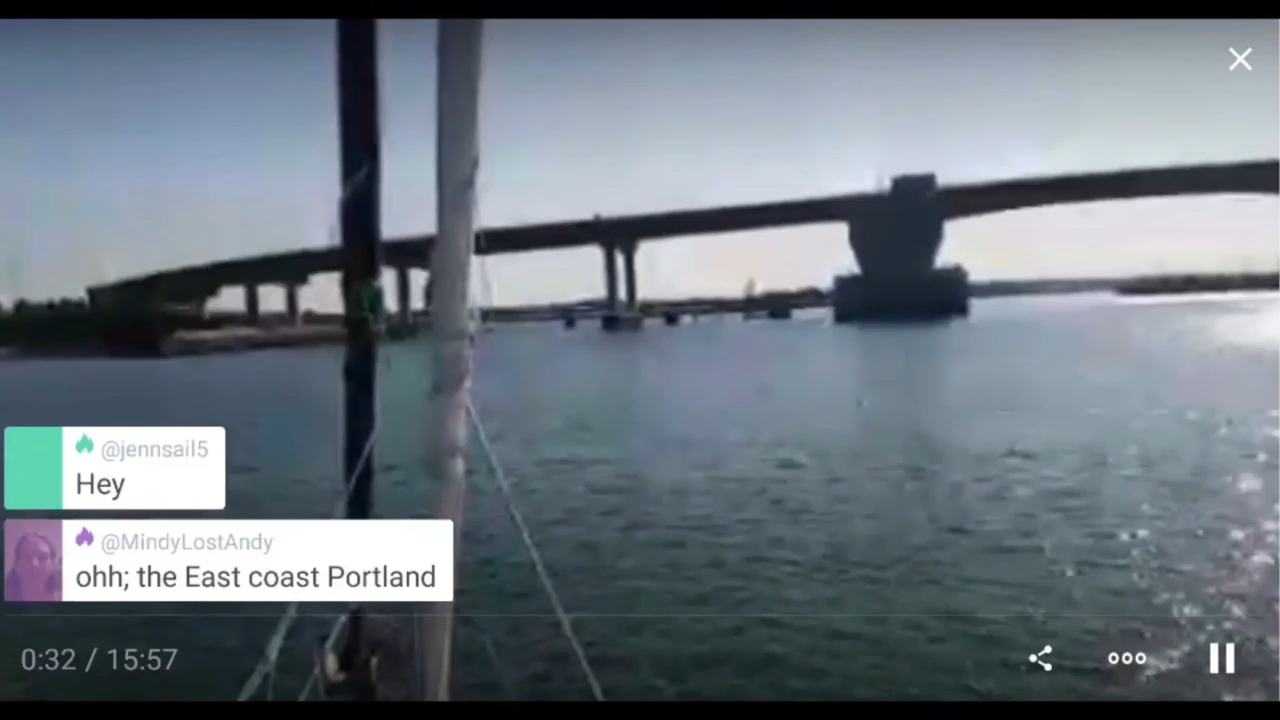 @jennsail5
Hey
@MindyLostAndy
ohh; the East coast Portland
0:32 / 15:57